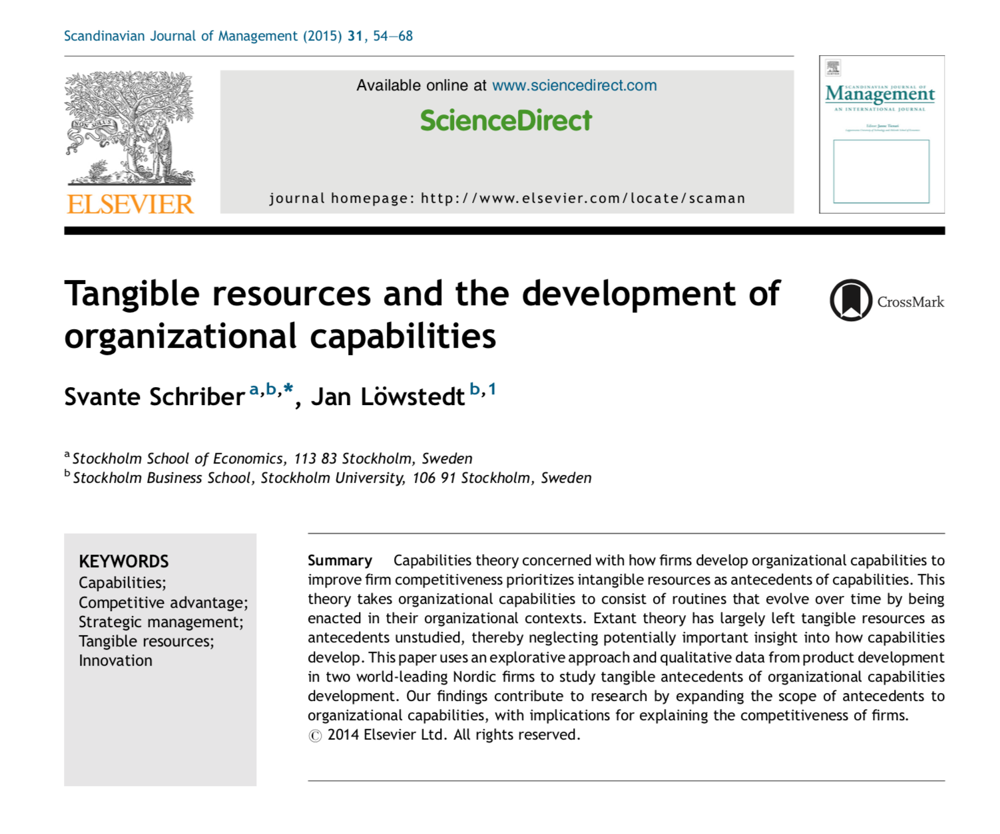 Scandinavian Journal of Management (2015) 31, 54—68
NON SOLUS
ELSEVIER
Available online at www.sciencedirect.com
ScienceDirect
journal homepage: http://www.elsevier.com/locate/scaman
SCANDINAVIAN JOURNAL OF
Management
AN INTERNATIONAL JOURNAL
Tangible resources and the development of
organizational capabilities
CrossMark
Svante Schriber a,b,*, Jan Löwstedt b,1
a Stockholm School of Economics, 113 83 Stockholm, Sweden
b Stockholm Business School, Stockholm University, 106 91 Stockholm, Sweden
KEYWORDS
Capabilities;
Competitive advantage;
Strategic management;
Tangible resources;
Innovation
Summary Capabilities theory concerned with how firms develop organizational capabilities to
improve firm competitiveness prioritizes intangible resources as antecedents of capabilities. This
theory takes organizational capabilities to consist of routines that evolve over time by being
enacted in their organizational contexts. Extant theory has largely left tangible resources as
antecedents unstudied, thereby neglecting potentially important insight into how capabilities
develop. This paper uses an explorative approach and qualitative data from product development
in two world-leading Nordic firms to study tangible antecedents of organizational capabilities
development. Our findings contribute to research by expanding the scope of antecedents to
organizational capabilities, with implications for explaining the competitiveness of firms.
© 2014 Elsevier Ltd. All rights reserved.